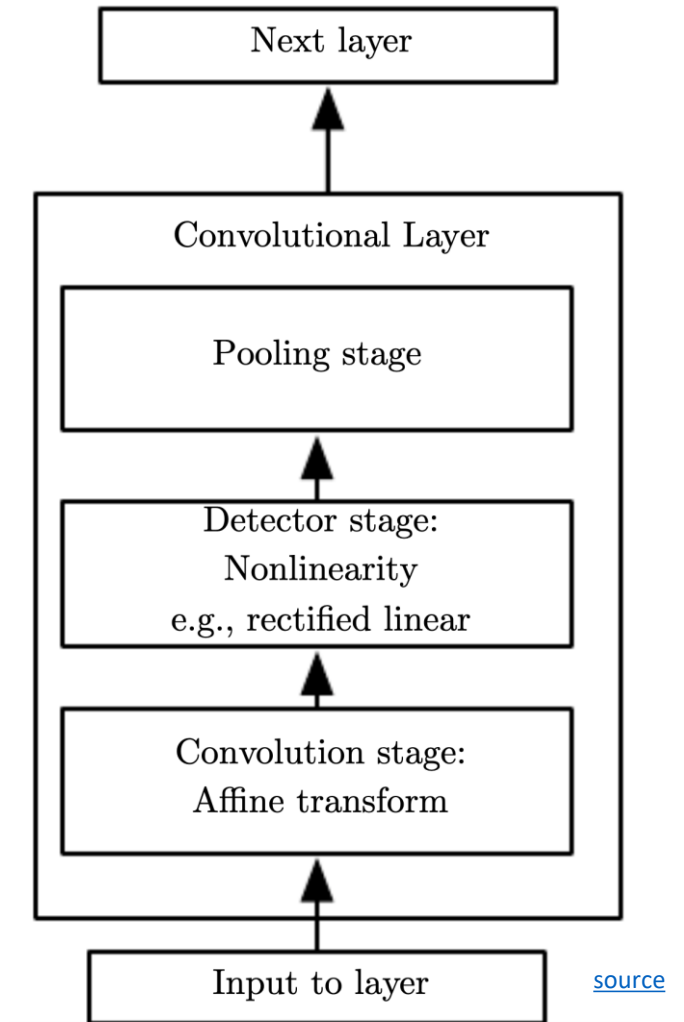 Next layer
Convolutional Layer
Pooling stage
Detector stage:
Nonlinearity
e.g., rectified linear
Convolution stage:
Affine transform
Input to layer
source